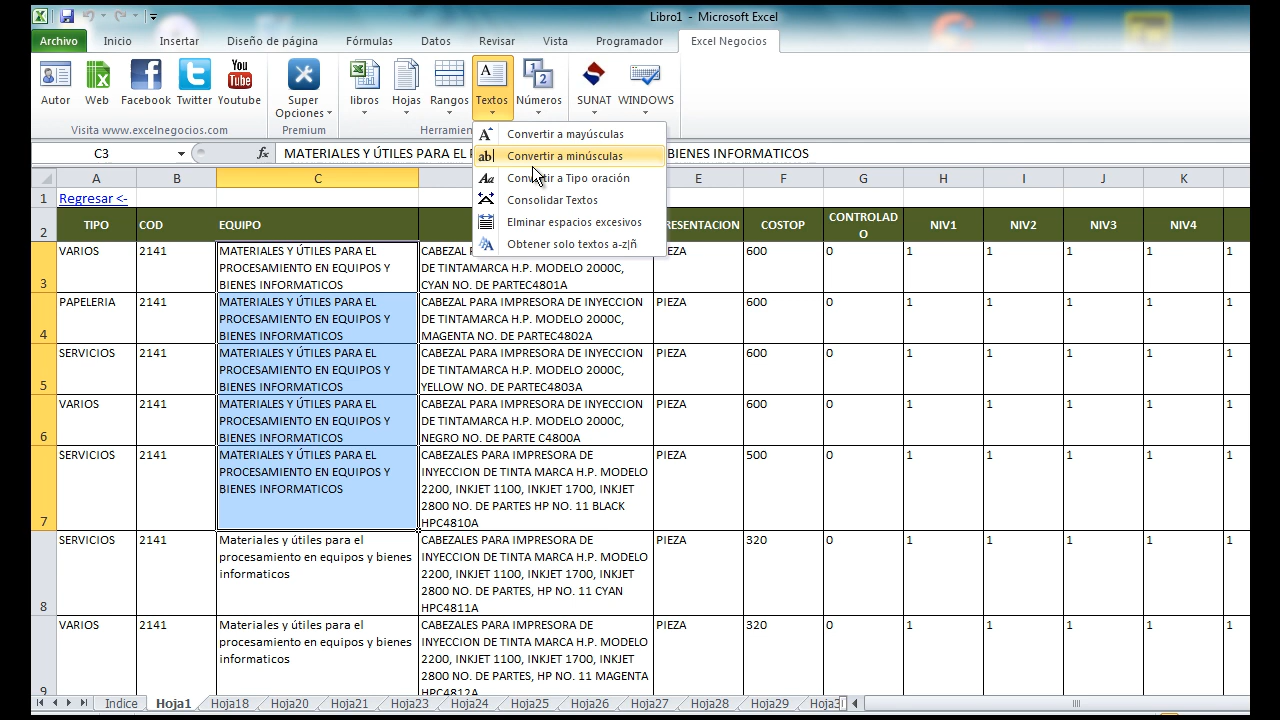 Libro1 - Microsoft Excel
Archivo Inicio Insertar Diseño de página Fórmulas Datos Revisar Vista Programador Excel Negocios
Autor Web Facebook Twitter Youtube Super Opciones libros Hojas Rangos Textos Números SUNAT WINDOWS
Visita www.excelnegocios.com Premium Herramien
Convertir a mayúsculas
Convertir a minúsculas
Convertir a Tipo oración
Consolidar Textos
Elminar espacios excesivos
Obtener solo textos a-z|ñ
C3 fx MATERIALES Y ÚTILES PARA EL P BIENES INFORMATICOS
A B C E F G H I J K
1 Regresar <-
2 TIPO COD EQUIPO RESENTACION COSTOP CONTROLADO NIV1 NIV2 NIV3 NIV4
3 VARIOS 2141 MATERIALES Y ÚTILES PARA EL PROCESAMIENTO EN EQUIPOS Y BIENES INFORMATICOS CABEZAL P DE TINTAMARCA H.P. MODELO 2000C, CYAN NO. DE PARTEC4801A EZA 600 0 1 1 1 1 1
4 PAPELERIA 2141 MATERIALES Y ÚTILES PARA EL PROCESAMIENTO EN EQUIPOS Y BIENES INFORMATICOS CABEZAL PARA IMPRESORA DE INYECCION DE TINTAMARCA H.P. MODELO 2000C, MAGENTA NO. DE PARTEC4802A PIEZA 600 0 1 1 1 1 1
5 SERVICIOS 2141 MATERIALES Y ÚTILES PARA EL PROCESAMIENTO EN EQUIPOS Y BIENES INFORMATICOS CABEZAL PARA IMPRESORA DE INYECCION DE TINTAMARCA H.P. MODELO 2000C, YELLOW NO. DE PARTEC4803A PIEZA 600 0 1 1 1 1 1
6 VARIOS 2141 MATERIALES Y ÚTILES PARA EL PROCESAMIENTO EN EQUIPOS Y BIENES INFORMATICOS CABEZAL PARA IMPRESORA DE INYECCION DE TINTAMARCA H.P. MODELO 2000C, NEGRO NO. DE PARTE C4800A PIEZA 600 0 1 1 1 1 1
7 SERVICIOS 2141 MATERIALES Y ÚTILES PARA EL PROCESAMIENTO EN EQUIPOS Y BIENES INFORMATICOS CABEZALES PARA IMPRESORA DE INYECCION DE TINTA MARCA H.P. MODELO 2200, INKJET 1100, INKJET 1700, INKJET 2800 NO. DE PARTES HP NO. 11 BLACK HPC4810A PIEZA 500 0 1 1 1 1 1
8 SERVICIOS 2141 Materiales y útiles para el procesamiento en equipos y bienes informaticos CABEZALES PARA IMPRESORA DE INYECCION DE TINTA MARCA H.P. MODELO 2200, INKJET 1100, INKJET 1700, INKJET 2800 NO. DE PARTES, HP NO. 11 CYAN HPC4811A PIEZA 320 0 1 1 1 1 1
9 VARIOS 2141 Materiales y útiles para el procesamiento en equipos y bienes informaticos CABEZALES PARA IMPRESORA DE INYECCION DE TINTA MARCA H.P. MODELO 2200, INKJET 1100, INKJET 1700, INKJET 2800 NO. DE PARTES, HP NO. 11 MAGENTA HPC4812A PIEZA 320 0 1 1 1 1 1
Indice Hoja1 Hoja18 Hoja20 Hoja21 Hoja23 Hoja24 Hoja25 Hoja26 Hoja27 Hoja28 Hoja29 Hoja3